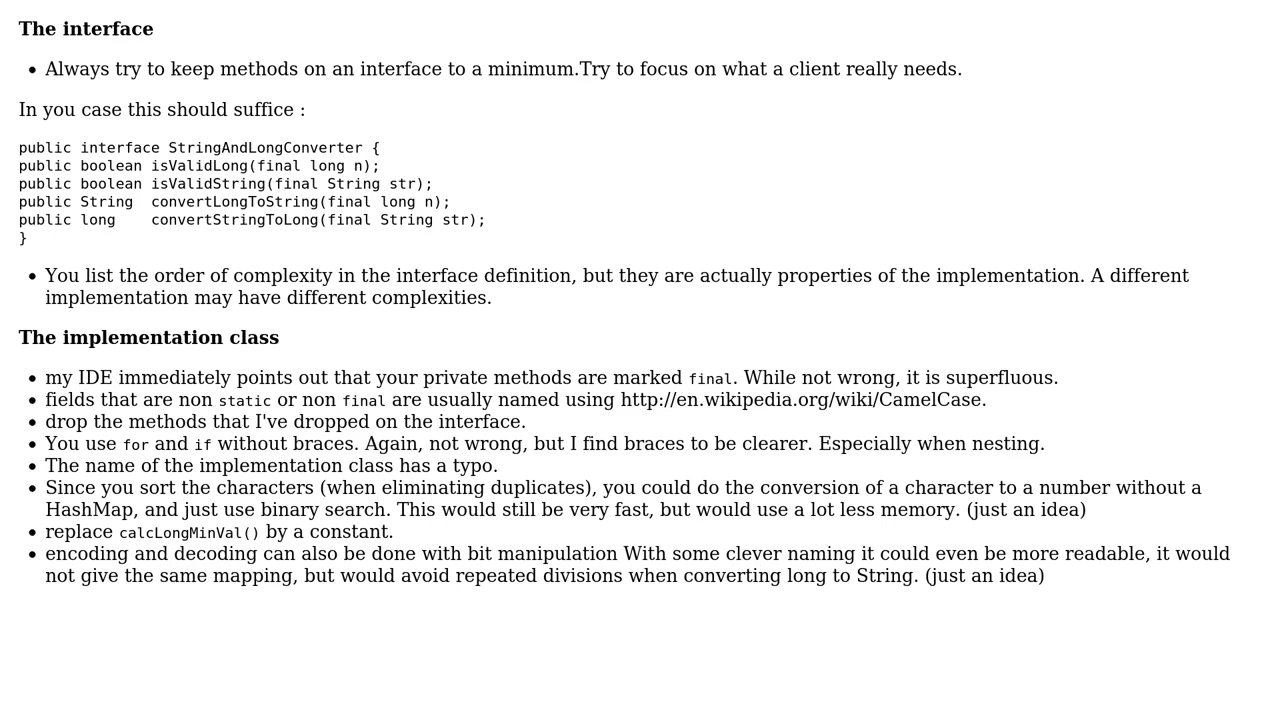 The interface
• Always try to keep methods on an interface to a minimum.Try to focus on what a client really needs.
In you case this should suffice :
public interface StringAndLongConverter {
public boolean isValidLong(final long n);
public boolean isValidString(final String str);
public String  convertLongToString(final long n);
public long    convertStringToLong(final String str);
}
• You list the order of complexity in the interface definition, but they are actually properties of the implementation. A different
implementation may have different complexities.
The implementation class
• my IDE immediately points out that your private methods are marked final. While not wrong, it is superfluous.
• fields that are non static or non final are usually named using http://en.wikipedia.org/wiki/CamelCase.
• drop the methods that I've dropped on the interface.
• You use for and if without braces. Again, not wrong, but I find braces to be clearer. Especially when nesting.
• The name of the implementation class has a typo.
• Since you sort the characters (when eliminating duplicates), you could do the conversion of a character to a number without a
HashMap, and just use binary search. This would still be very fast, but would use a lot less memory. (just an idea)
• replace calcLongMinVal() by a constant.
• encoding and decoding can also be done with bit manipulation With some clever naming it could even be more readable, it would
not give the same mapping, but would avoid repeated divisions when converting long to String. (just an idea)